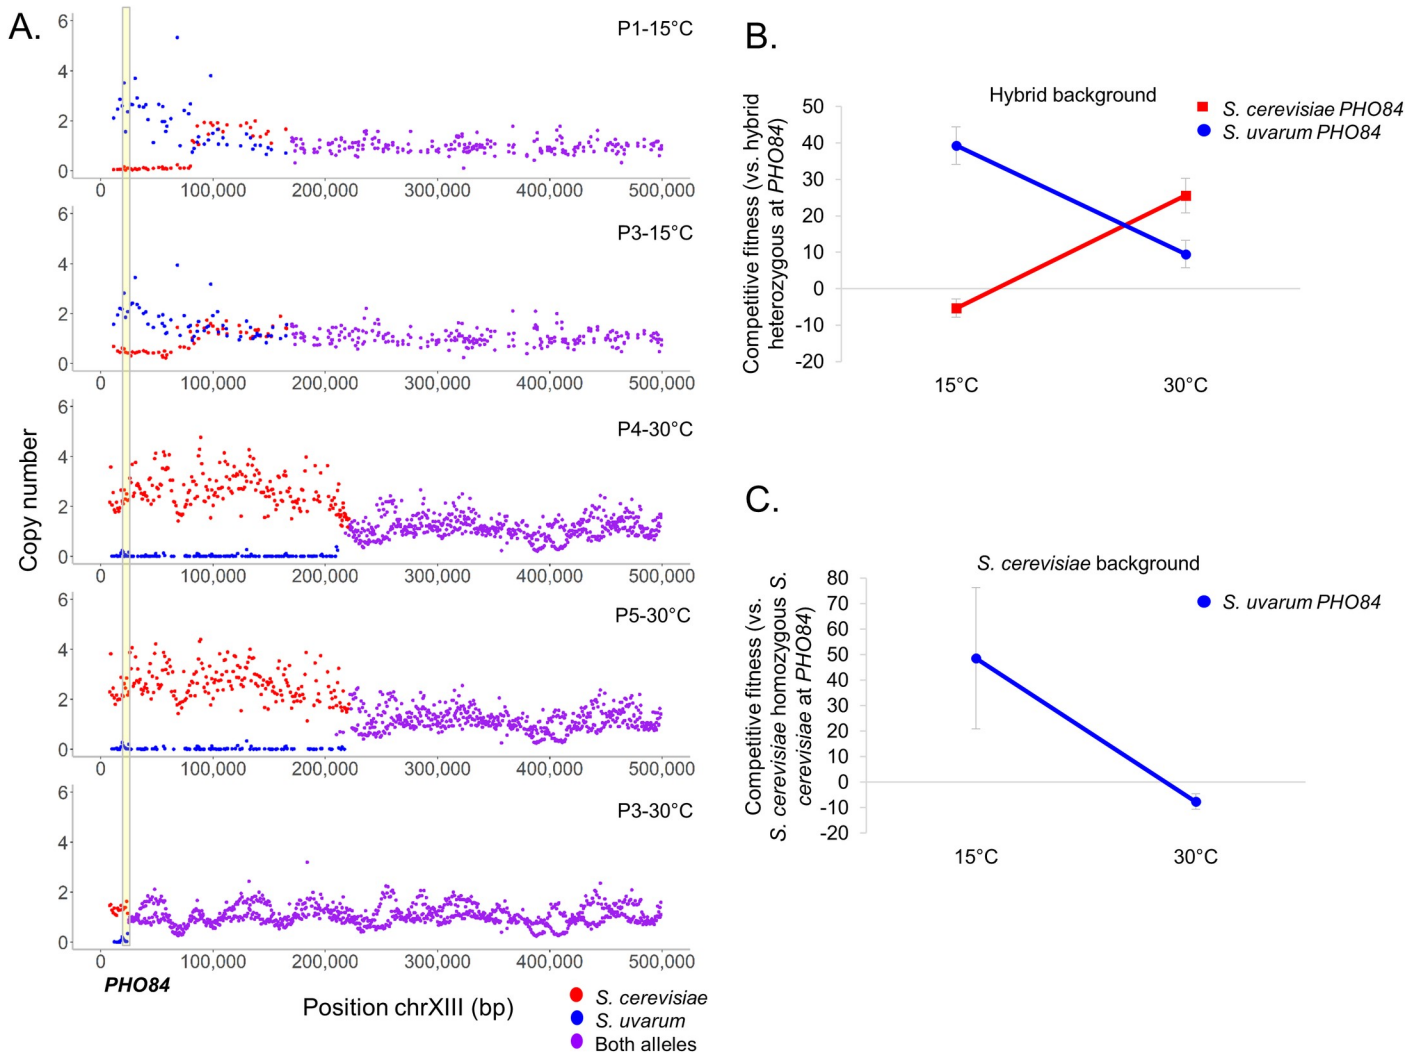 A.
Copy number
P1-15°C
6
4
2
0
0
100,000
200,000
300,000
400,000
500,000
P3-15°C
6
4
2
0
0
100,000
200,000
300,000
400,000
500,000
P4-30°C
6
4
2
0
0
100,000
200,000
300,000
400,000
500,000
P5-30°C
6
4
2
0
0
100,000
200,000
300,000
400,000
500,000
P3-30°C
6
4
2
0
0
100,000
200,000
300,000
400,000
500,000
PHO84
Position chrXIII (bp)
S. cerevisiae
S. uvarum
Both alleles
B.
Hybrid background
S. cerevisiae PHO84
S. uvarum PHO84
Competitive fitness (vs. hybrid
heterozygous at PHO84)
50
40
30
20
10
0
-10
-20
15°C
30°C
C.
S. cerevisiae background
S. uvarum PHO84
Competitive fitness (vs.
S. cerevisiae homozygous S.
cerevisiae at PHO84)
80
70
60
50
40
30
20
10
0
-10
-20
15°C
30°C